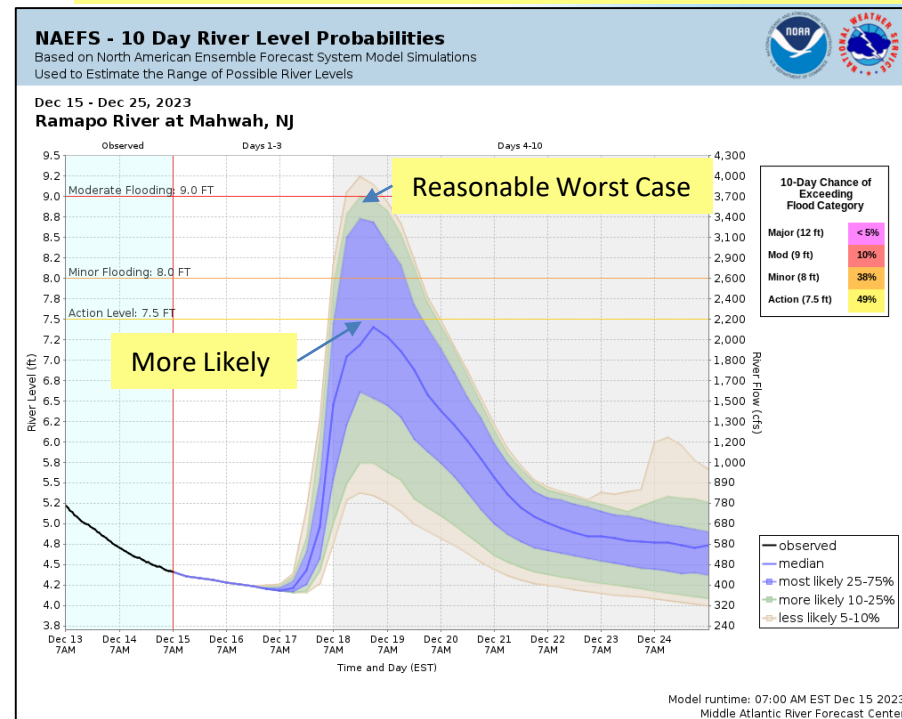 NAEFS - 10 Day River Level Probabilities
Based on North American Ensemble Forecast System Model Simulations
Used to Estimate the Range of Possible River Levels
NOAA
Dec 15 - Dec 25, 2023
Ramapo River at Mahwah, NJ
Observed
Days 1-3
Days 4-10
9.5
9.2
9.0
8.8
8.5
8.2
8.0
7.8
7.5
7.2
7.0
6.8
6.5
6.2
6.0
5.8
5.5
5.2
5.0
4.8
4.5
4.2
4.0
3.8
River Level (ft)
Moderate Flooding: 9.0 FT
Minor Flooding: 8.0 FT
Action Level: 7.5 FT
Reasonable Worst Case
More Likely
4,300
4,000
3,700
3,400
3,100
2,900
2,600
2,400
2,200
2,000
1,800
1,700
1,500
1,300
1,200
1,000
890
780
680
580
480
400
320
240
River Flow (cfs)
Dec 13 Dec 14 Dec 15 Dec 16 Dec 17 Dec 18 Dec 19 Dec 20 Dec 21 Dec 22 Dec 23 Dec 24
7AM 7AM 7AM 7AM 7AM 7AM 7AM 7AM 7AM 7AM 7AM 7AM
Time and Day (EST)
10-Day Chance of
Exceeding
Flood Category
Major (12 ft) < 5%
Mod (9 ft) 10%
Minor (8 ft) 38%
Action (7.5 ft) 49%
observed
median
most likely 25-75%
more likely 10-25%
less likely 5-10%
Model runtime: 07:00 AM EST Dec 15 2023
Middle Atlantic River Forecast Center